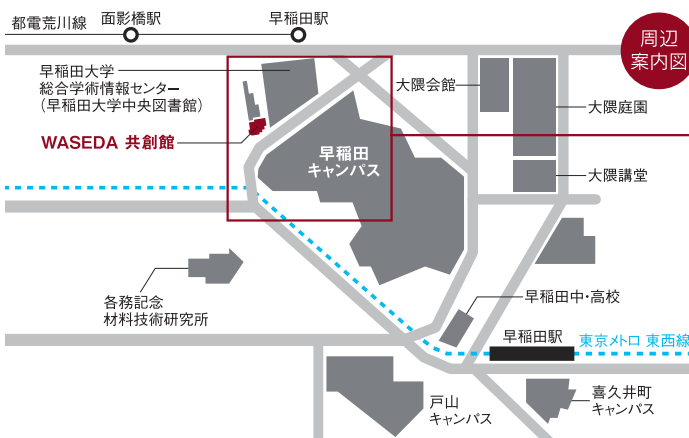 都電荒川線
面影橋駅
早稲田駅
周辺
案内図
早稲田大学
総合学術情報センター
(早稲田大学中央図書館)
WASEDA 共創館
早稲田
キャンパス
大隈会館
大隈庭園
大隈講堂
各務記念
材料技術研究所
早稲田中・高校
早稲田駅
東京メトロ 東西線
戸山
キャンパス
喜久井町
キャンパス